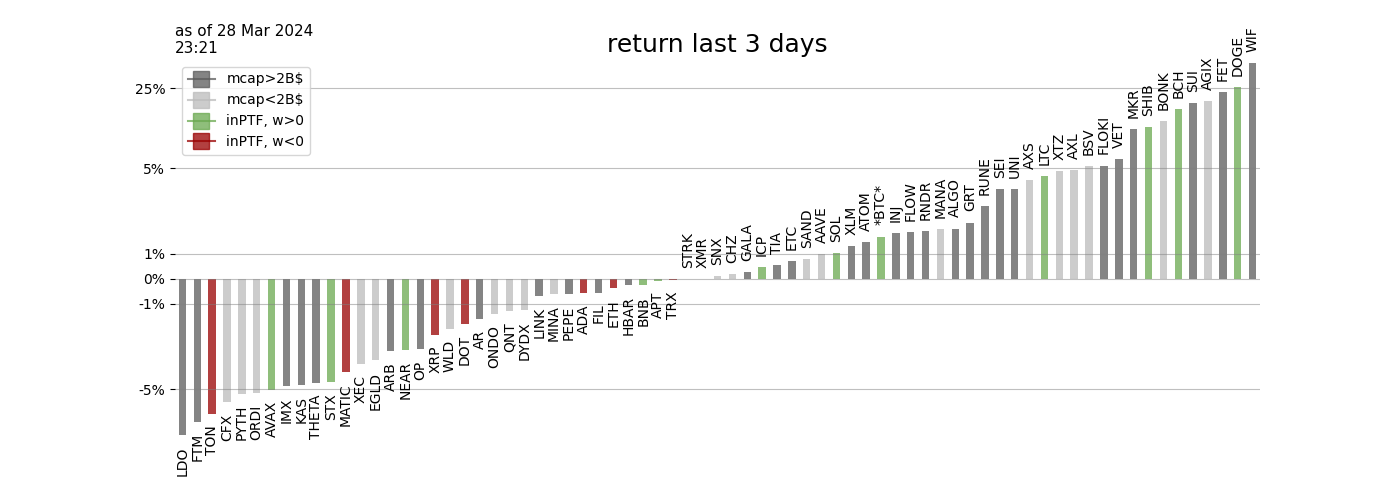 as of 28 Mar 2024
23:21
return last 3 days
mcap>2B$
mcap<2B$
inPTF, w>0
inPTF, w<0
25%
5%
1%
0%
-1%
-5%
LDO
FTM
TON
CFX
PYTH
ORDI
AVAX
IMX
KAS
THETA
STX
MATIC
XEC
EGLD
ARB
NEAR
OP
XRP
WLD
DOT
AR
ONDO
QNT
DYDX
LINK
MINA
PEPE
ADA
FIL
ETH
HBAR
BNB
APT
TRX
STRK
XMR
SNX
CHZ
GALA
ICP
TIA
ETC
SAND
AAVE
SOL
XLM
ATOM
*BTC*
INJ
FLOW
RNDR
MANA
ALGO
GRT
RUNE
SEI
UNI
AXS
LTC
XTZ
AXL
BSV
FLOKI
VET
MKR
SHIB
BONK
BCH
SUI
AGIX
FET
DOGE
WIF